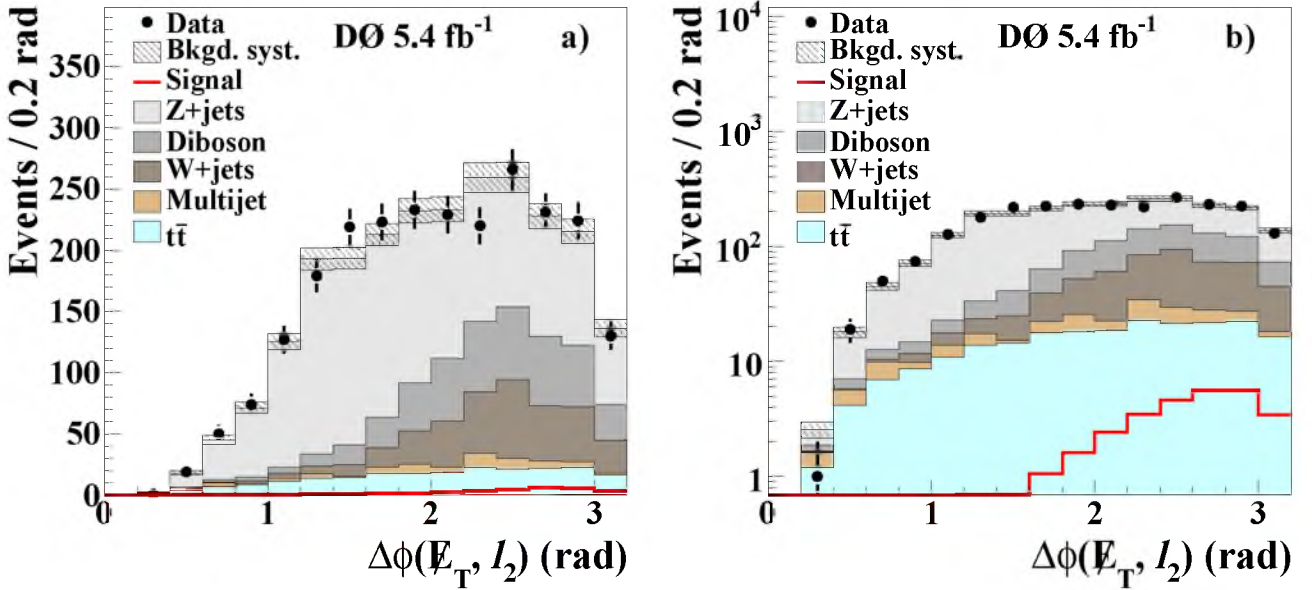 Events / 0.2 rad
350
300
250
200
150
100
50
0
Data
Bkgd. syst.
Signal
Z+jets
Diboson
W+jets
Multijet
tt̄
DØ 5.4 fb⁻¹
a)
0 1 2 3
Δϕ(E̸_T, l₂) (rad)
Events / 0.2 rad
10⁴
10³
10²
10
1
Data
Bkgd. syst.
Signal
Z+jets
Diboson
W+jets
Multijet
tt̄
DØ 5.4 fb⁻¹
b)
0 1 2 3
Δϕ(E̸_T, l₂) (rad)